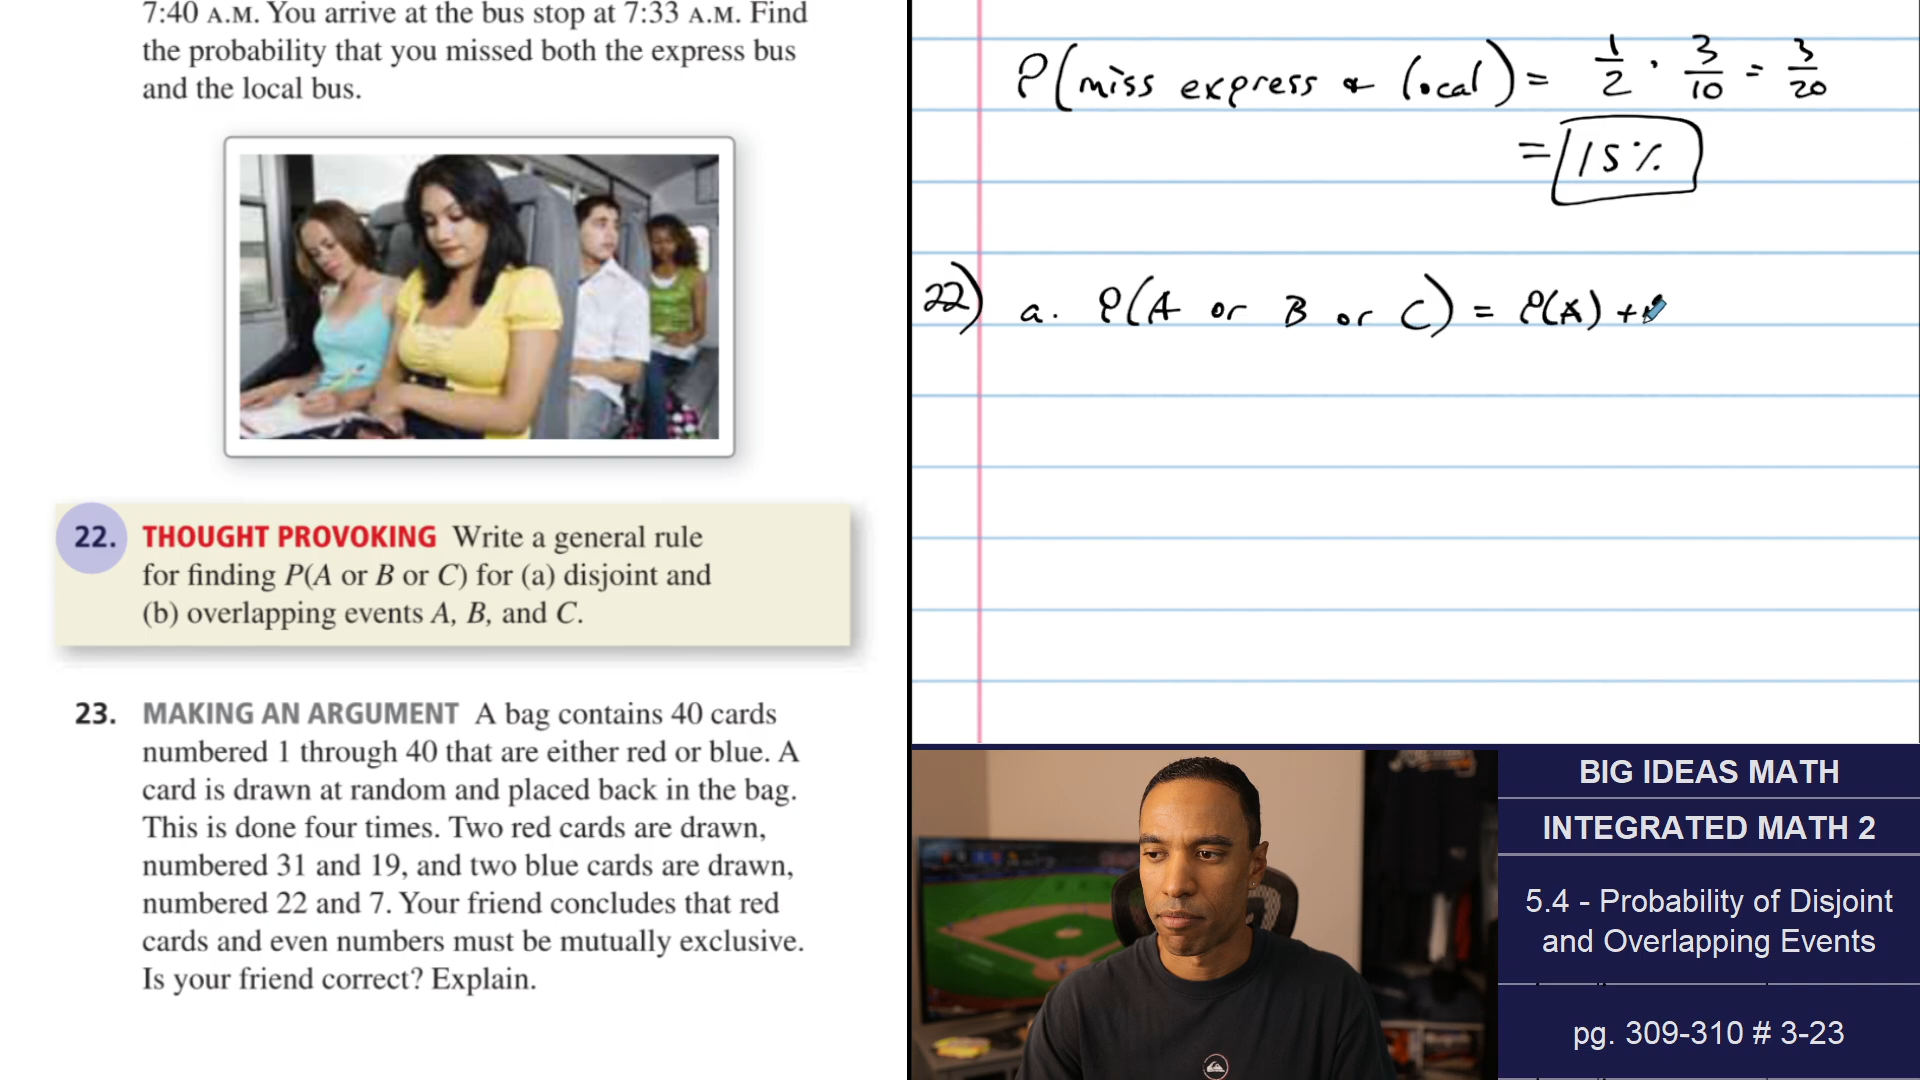 7:40 A.M. You arrive at the bus stop at 7:33 A.M. Find
the probability that you missed both the express bus
and the local bus.
22. THOUGHT PROVOKING Write a general rule
for finding P(A or B or C) for (a) disjoint and
(b) overlapping events A, B, and C.
23. MAKING AN ARGUMENT A bag contains 40 cards
numbered 1 through 40 that are either red or blue. A
card is drawn at random and placed back in the bag.
This is done four times. Two red cards are drawn,
numbered 31 and 19, and two blue cards are drawn,
numbered 22 and 7. Your friend concludes that red
cards and even numbers must be mutually exclusive.
Is your friend correct? Explain.
P(miss express & local) = 1/2 · 3/10 = 3/20
= 15%
22) a. P(A or B or C) = P(A) +
BIG IDEAS MATH
INTEGRATED MATH 2
5.4 - Probability of Disjoint
and Overlapping Events
pg. 309-310 # 3-23